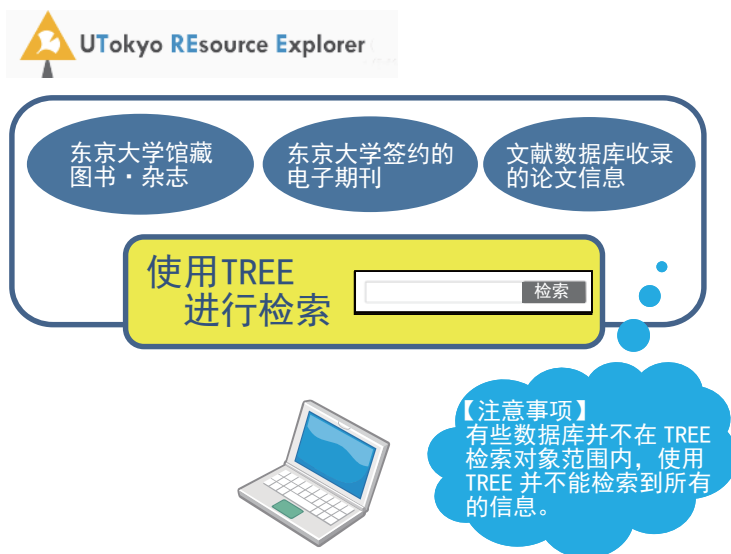 UTokyo REsource Explorer
东京大学馆藏
图书·杂志
东京大学签约的
电子期刊
文献数据库收录
的论文信息
使用TREE
进行检索
检索
【注意事项】
有些数据库并不在 TREE
检索对象范围内，使用
TREE 并不能检索到所有
的信息。